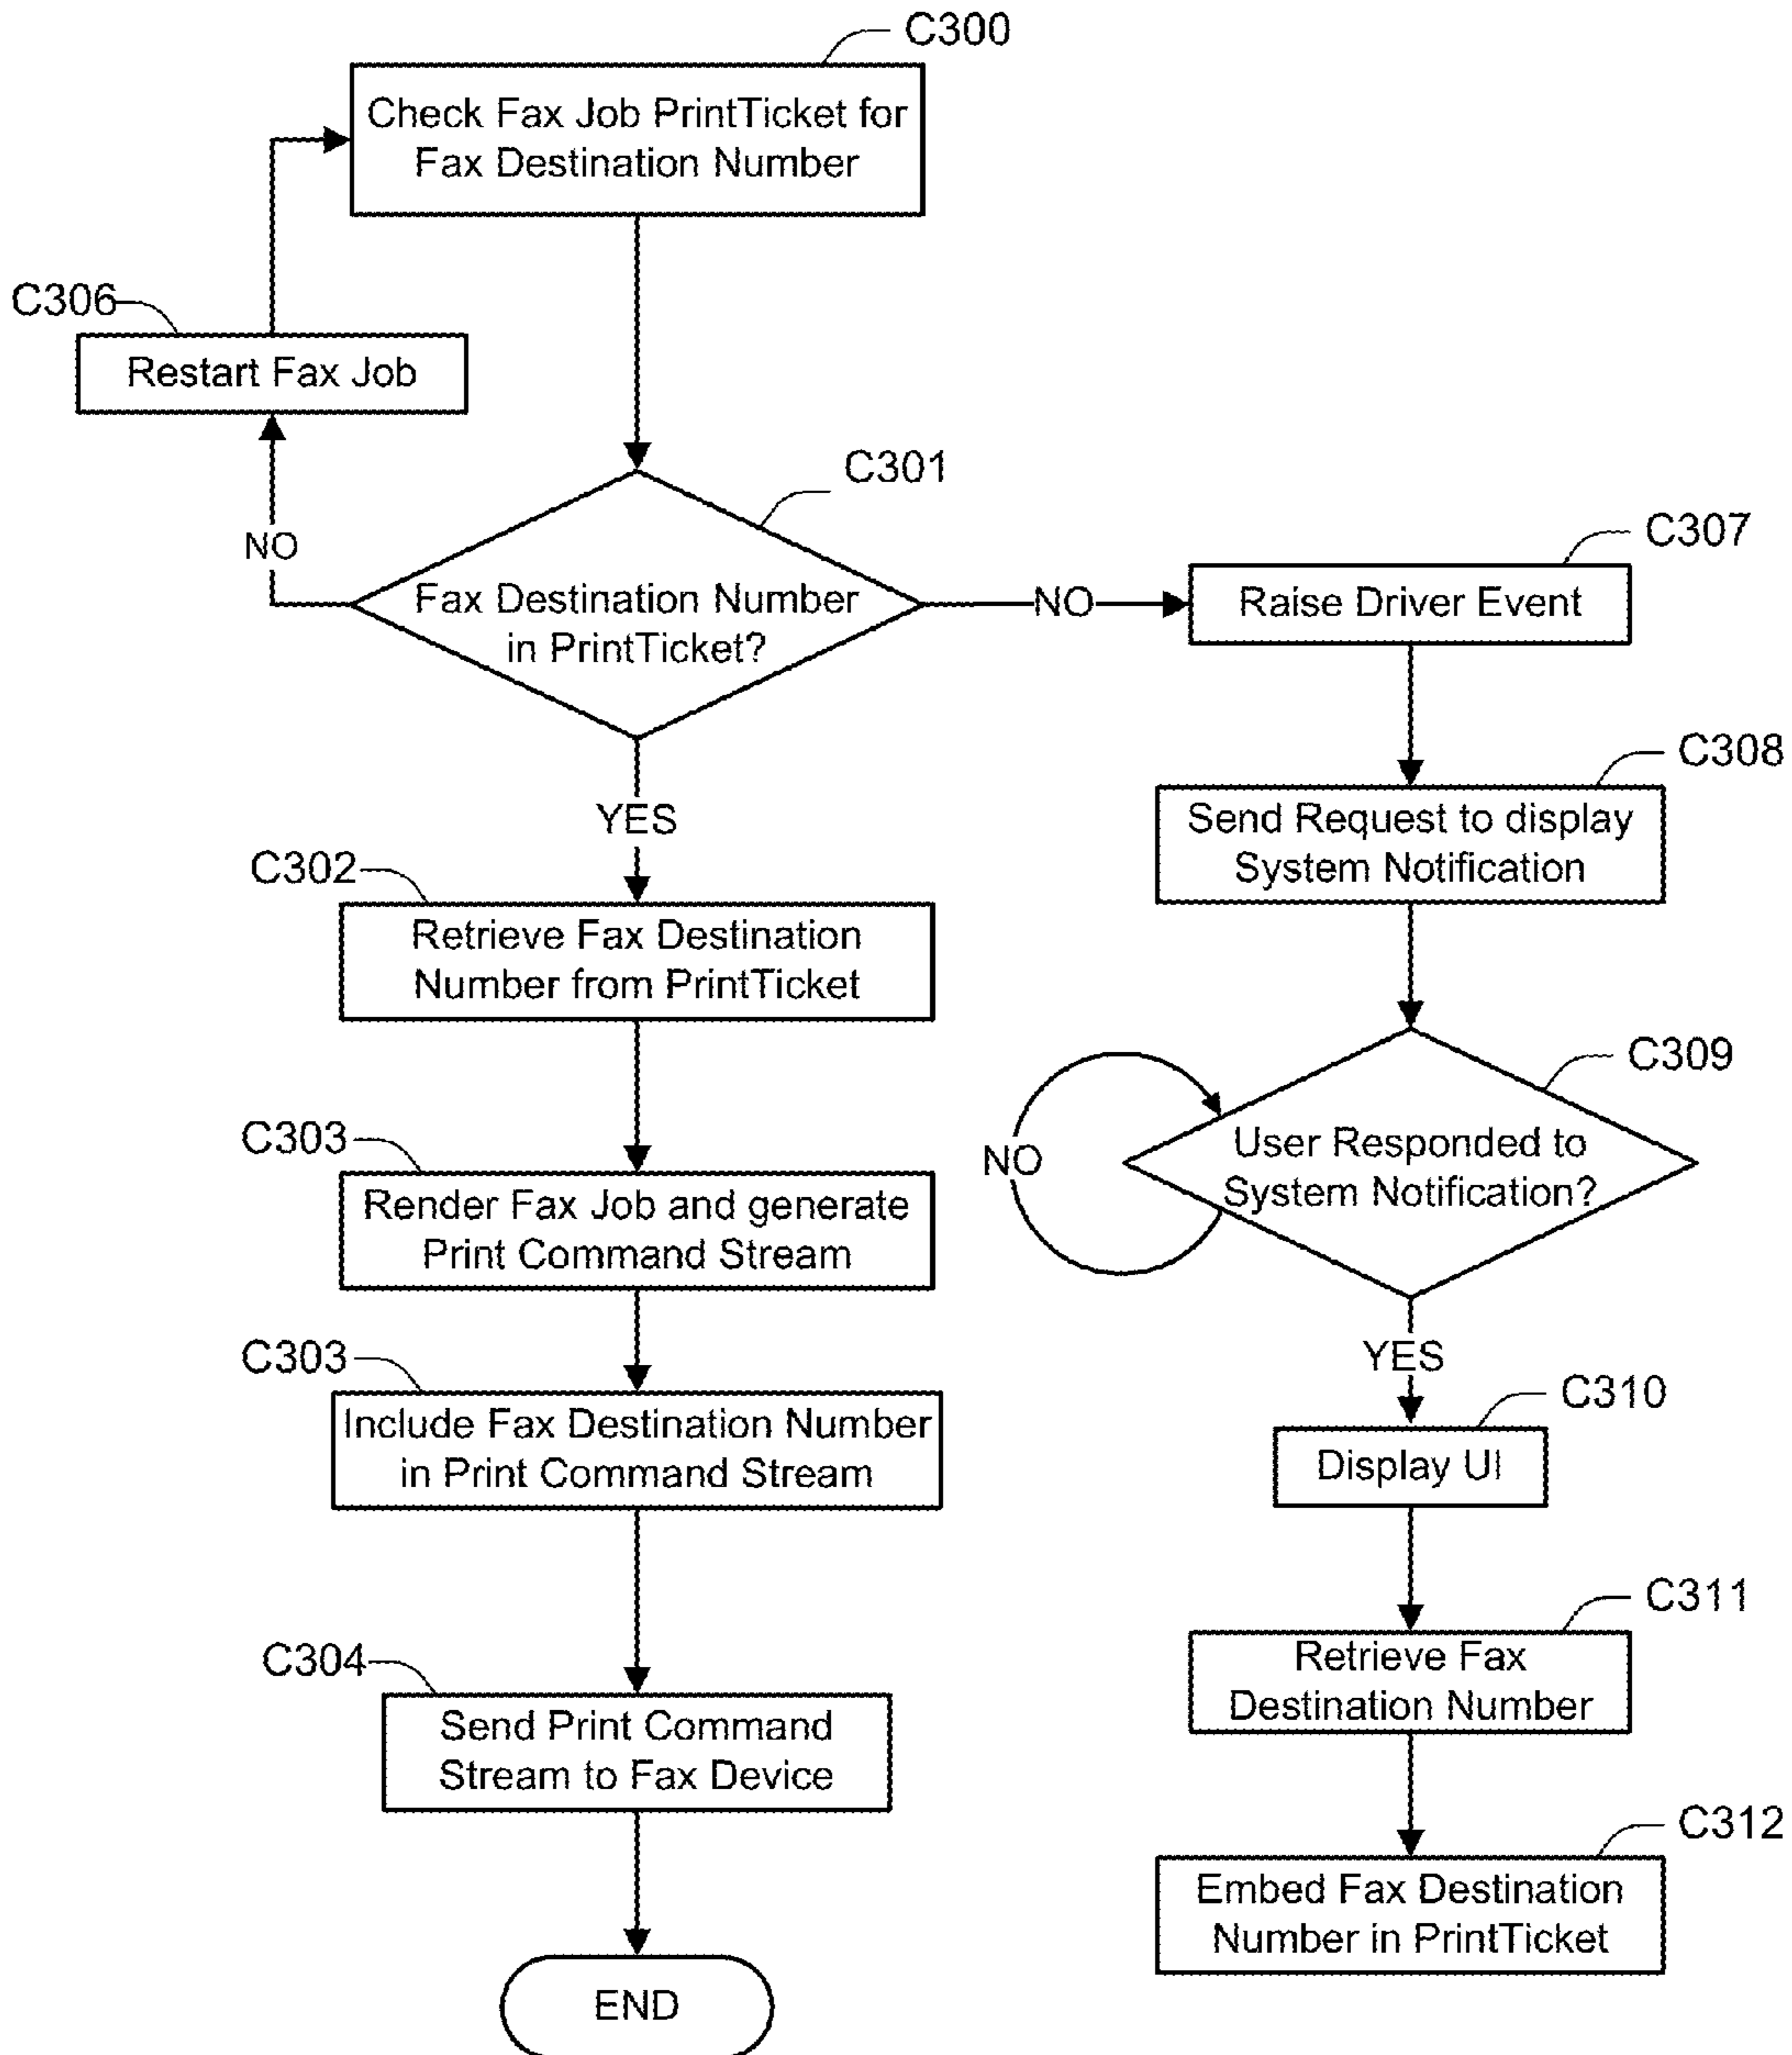 C300
Check Fax Job PrintTicket for
Fax Destination Number
C306
Restart Fax Job
NO
C301
Fax Destination Number
in PrintTicket?
NO
C307
Raise Driver Event
YES
C308
Send Request to display
System Notification
C302
Retrieve Fax Destination
Number from PrintTicket
C309
User Responded to
System Notification?
NO
C303
Render Fax Job and generate
Print Command Stream
YES
C303
Include Fax Destination Number
in Print Command Stream
C310
Display UI
C311
Retrieve Fax
Destination Number
C304
Send Print Command
Stream to Fax Device
C312
Embed Fax Destination
Number in PrintTicket
END